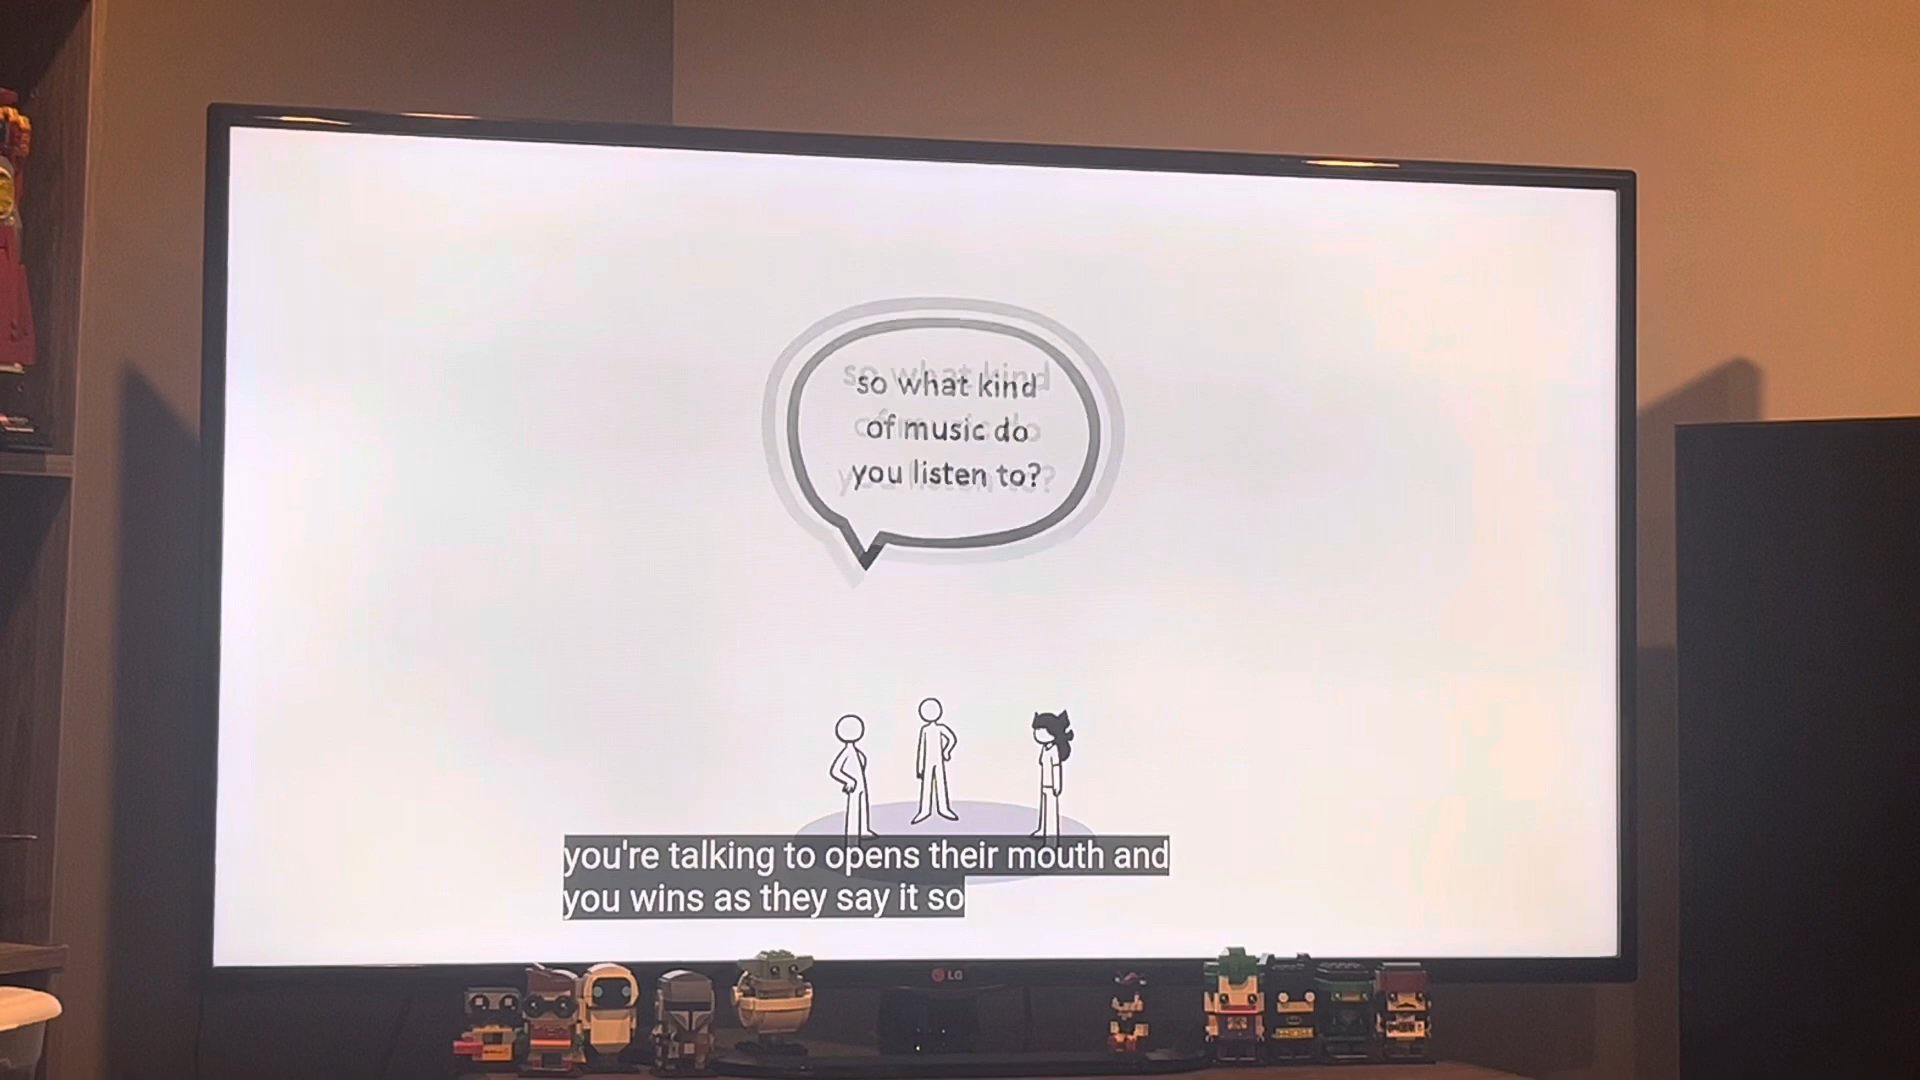 so what kind
of music do
you listen to?
you're talking to opens their mouth and
you wins as they say it so
LG